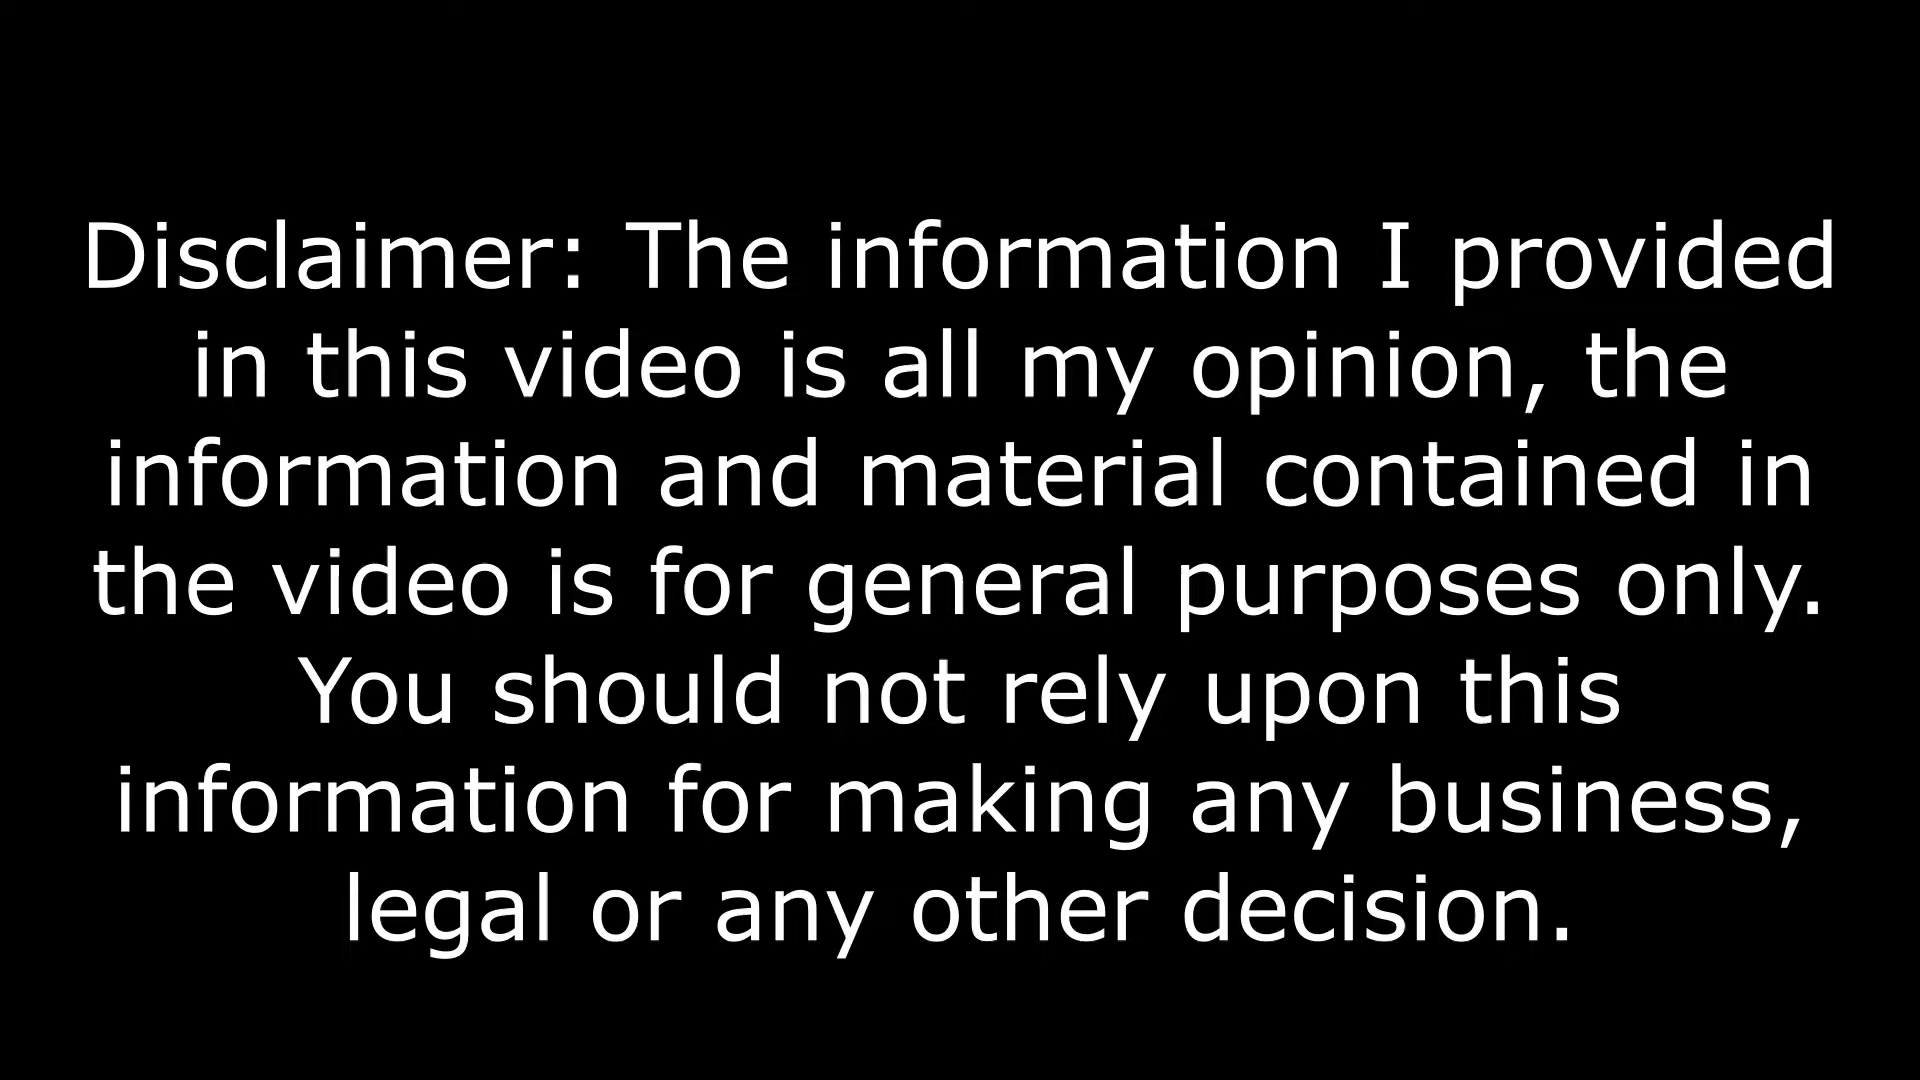 Disclaimer: The information I provided
in this video is all my opinion, the
information and material contained in
the video is for general purposes only.
You should not rely upon this
information for making any business,
legal or any other decision.